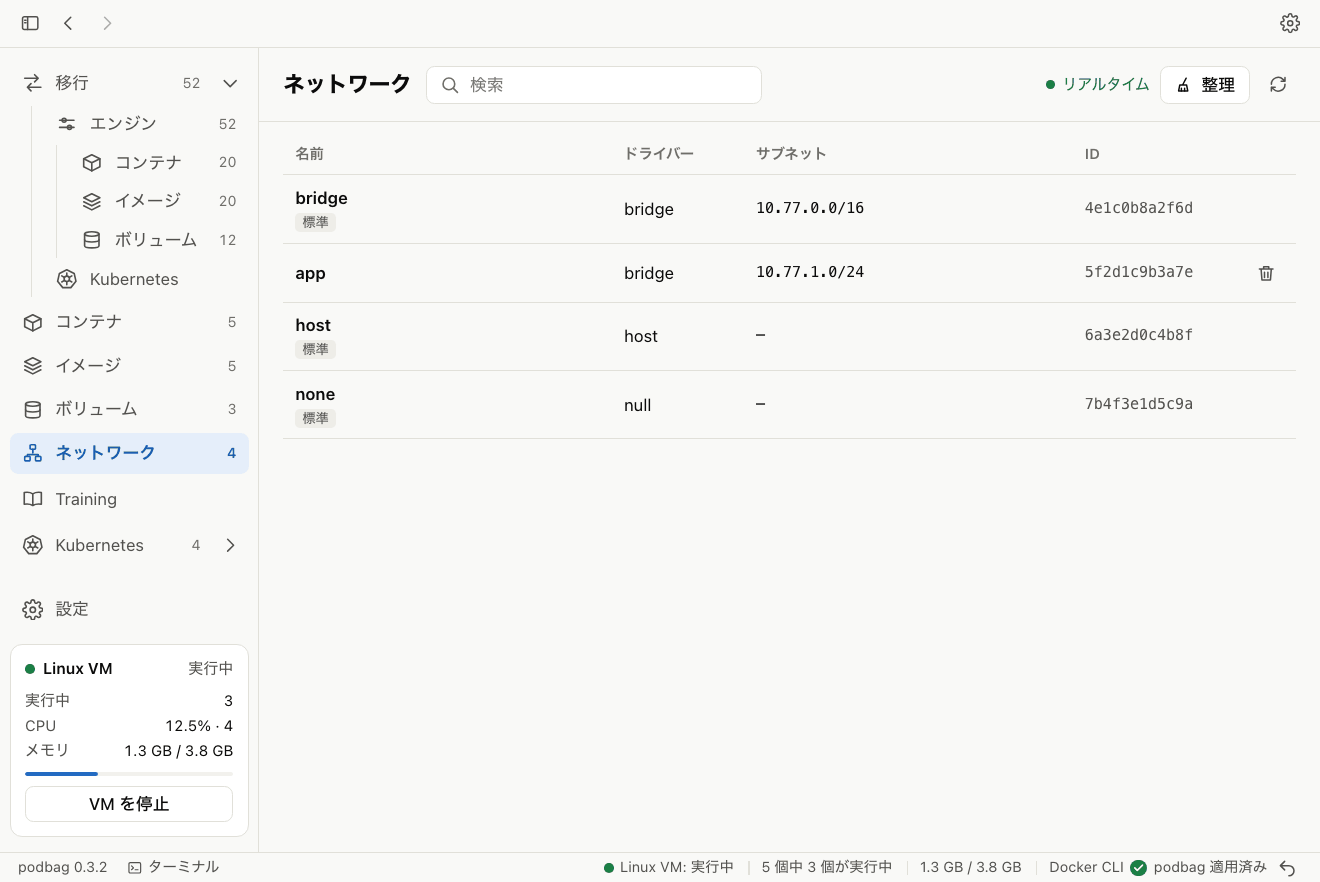 移行 52
エンジン 52
コンテナ 20
イメージ 20
ボリューム 12
Kubernetes
コンテナ 5
イメージ 5
ボリューム 3
ネットワーク 4
Training
Kubernetes 4
設定
Linux VM 実行中
実行中 3
CPU 12.5% · 4
メモリ 1.3 GB / 3.8 GB
VM を停止
ネットワーク 検索 リアルタイム 整理
名前 ドライバー サブネット ID
bridge
標準
bridge 10.77.0.0/16 4e1c0b8a2f6d
app bridge 10.77.1.0/24 5f2d1c9b3a7e
host
標準
host – 6a3e2d0c4b8f
none
標準
null – 7b4f3e1d5c9a
podbag 0.3.2 ターミナル Linux VM: 実行中 5 個中 3 個が実行中 1.3 GB / 3.8 GB Docker CLI podbag 適用済み